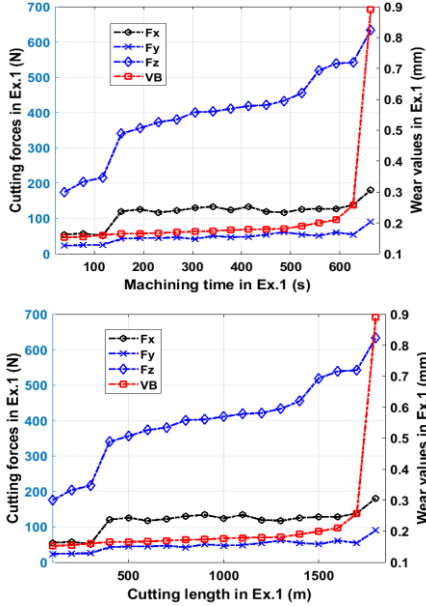 700
600
500
400
300
200
100
0
Cutting forces in Ex.1 (N)
Fx
Fy
Fz
VB
0.9
0.8
0.7
0.6
0.5
0.4
0.3
0.2
0.1
Wear values in Ex.1 (mm)
100 200 300 400 500 600
Machining time in Ex.1 (s)
700
600
500
400
300
200
100
0
Cutting forces in Ex.1 (N)
Fx
Fy
Fz
VB
0.9
0.8
0.7
0.6
0.5
0.4
0.3
0.2
0.1
Wear values in Ex.1 (mm)
500 1000 1500
Cutting length in Ex.1 (m)